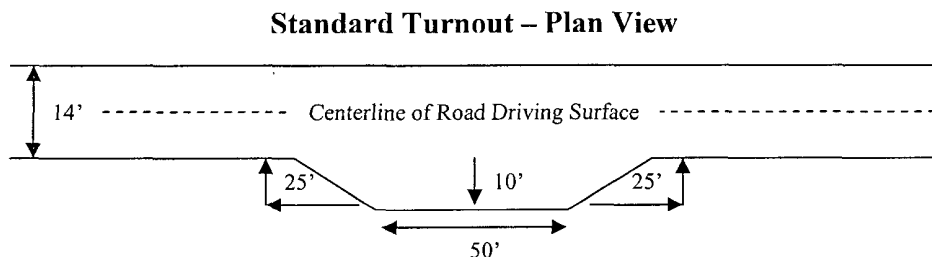 Standard Turnout – Plan View
14'
Centerline of Road Driving Surface
25'
10'
25'
50'